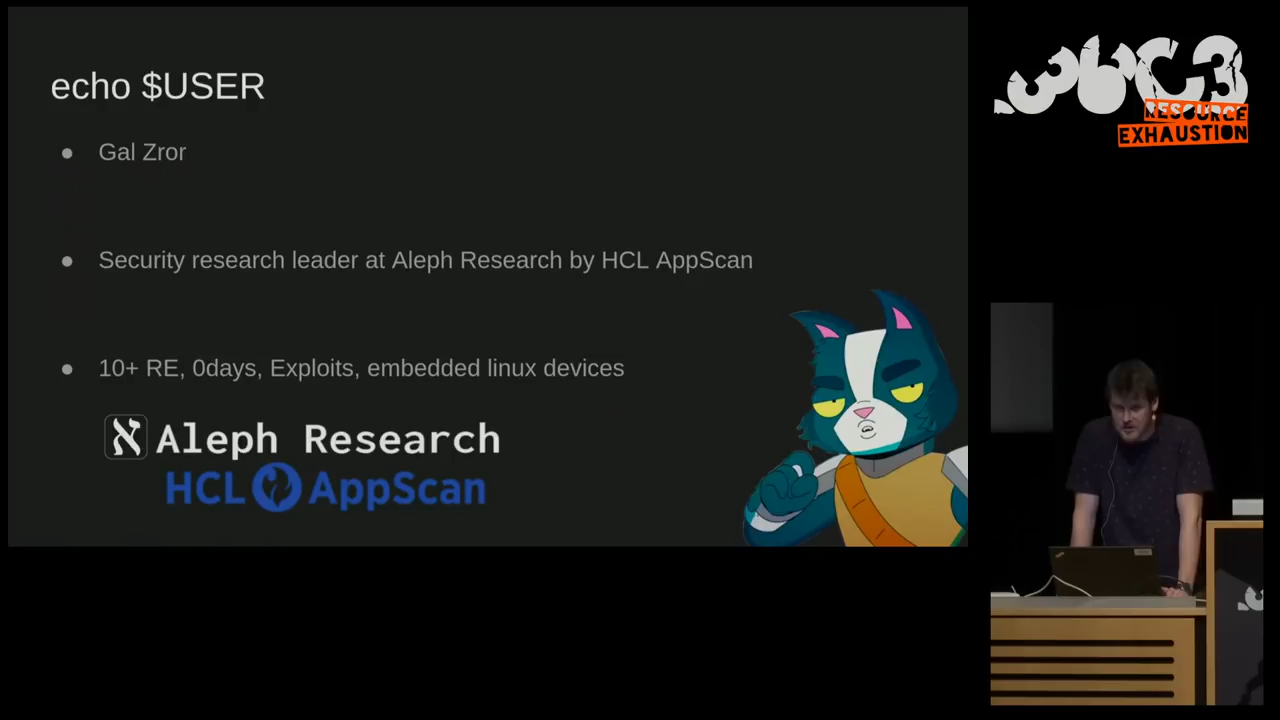 echo $USER
● Gal Zror
● Security research leader at Aleph Research by HCL AppScan
● 10+ RE, 0days, Exploits, embedded linux devices
א Aleph Research
HCL AppScan
36C3
RESOURCE
EXHAUSTION